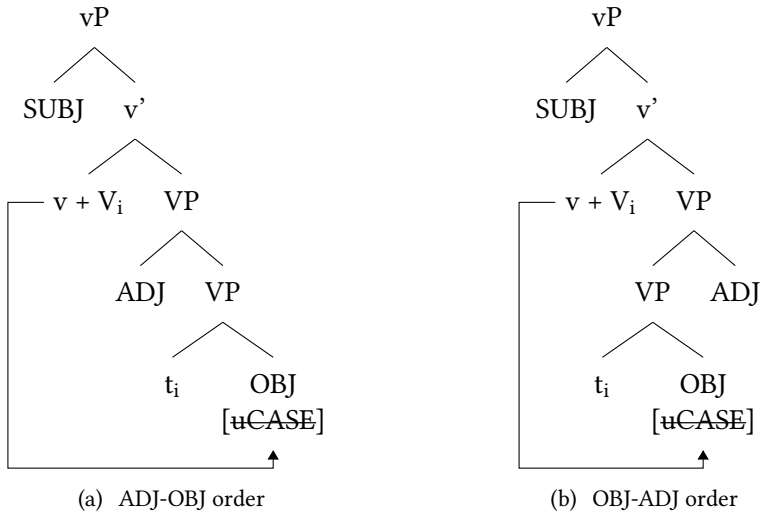 vP vP
SUBJ v’ SUBJ v’
v + Vi VP v + Vi VP
ADJ VP VP ADJ
ti OBJ ti OBJ
[uCASE] [uCASE]
(a) ADJ-OBJ order (b) OBJ-ADJ order